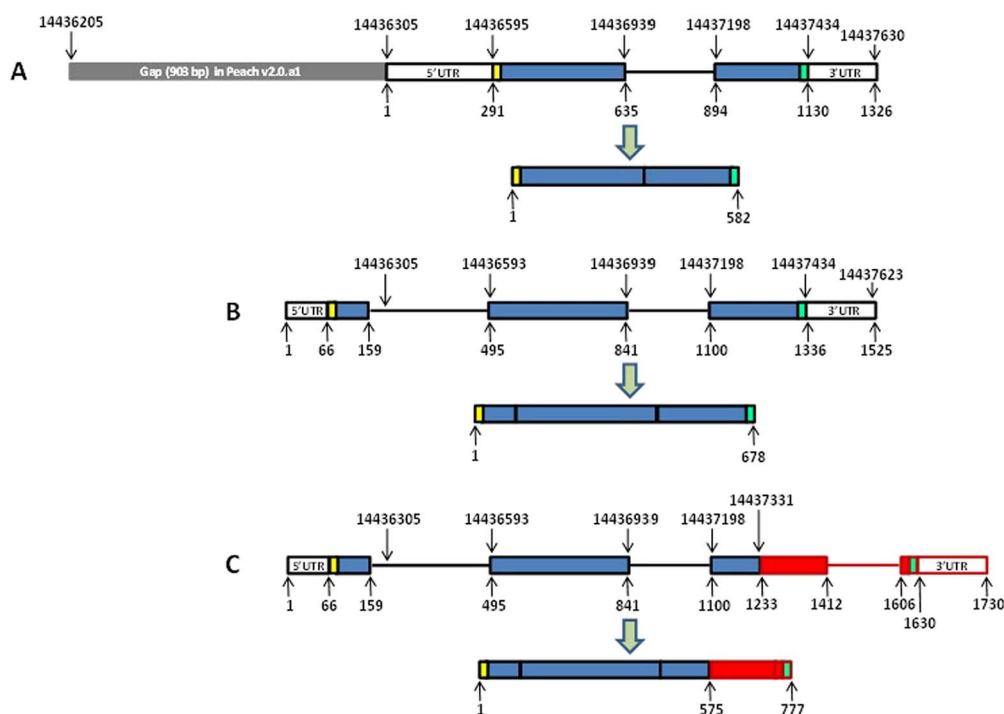 14436205 14436305 14436595 14436939 14437198 14437434 14437630
A Gap (903 bp) in Peach v2.0.a1 5'UTR 3'UTR
1 291 635 894 1130 1326
1 582
14436305 14436593 14436939 14437198 14437434 14437623
B 5'UTR 3'UTR
1 66 159 495 841 1100 1336 1525
1 678
14436305 14436593 14436939 14437198 14437331
C 5'UTR 3'UTR
1 66 159 495 841 1100 1233 1412 1606 1630 1730
1 575 777